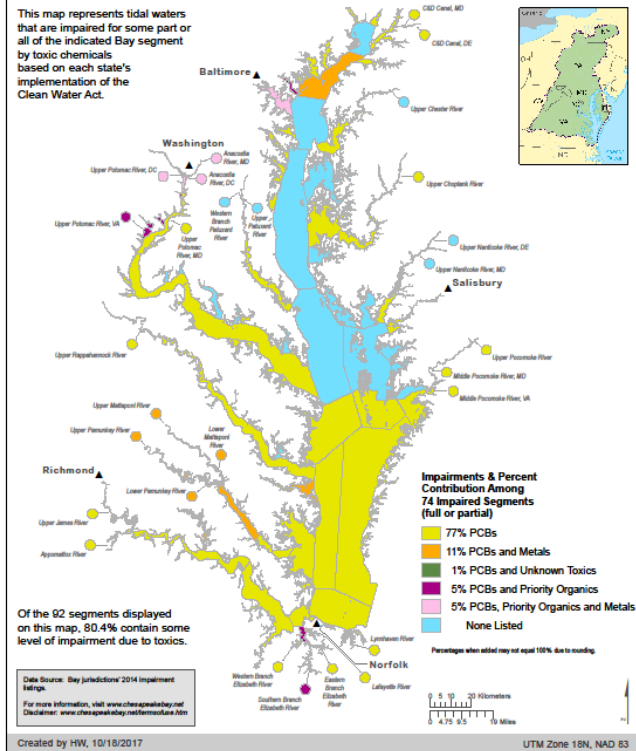 This map represents tidal waters
that are impaired for some part or
all of the indicated Bay segment
by toxic chemicals
based on each state's
implementation of the
Clean Water Act.
C&D Canal, MD
C&D Canal, DE
Baltimore
Upper Chester River
Washington
Anacostia
River, MD
Upper Potomac River, DC
Anacostia
River, DC
Upper Choptank River
Western
Branch
Patuxent
River
Upper
Patuxent
River
Upper Potomac River, VA
Upper
Potomac
River, MD
Upper Nanticoke River, DE
Upper Nanticoke River, MD
Salisbury
Upper Rappahannock River
Upper Pocomoke River
Middle Pocomoke River, MD
Middle Pocomoke River, VA
Upper Mattaponi River
Upper Pamunkey River
Lower
Mattaponi
River
Richmond
Lower Pamunkey River
Upper James River
Appomattox River
Impairments & Percent
Contribution Among
74 Impaired Segments
(full or partial)
77% PCBs
11% PCBs and Metals
1% PCBs and Unknown Toxics
5% PCBs and Priority Organics
5% PCBs, Priority Organics and Metals
None Listed
Percentages when added may not equal 100% due to rounding.
Of the 92 segments displayed
on this map, 80.4% contain some
level of impairment due to toxics.
Lynnhaven River
Norfolk
Lafayette River
Western Branch
Elizabeth River
Eastern
Branch
Elizabeth
River
Southern Branch
Elizabeth River
Data Source: Bay jurisdictions' 2014 impairment
listings.
For more information, visit www.chesapeakebay.net
Disclaimer: www.chesapeakebay.net/termsofuse.htm
0 5 10 20 Kilometers
0 4.75 9.5 19 Miles
Created by HW, 10/18/2017
UTM Zone 18N, NAD 83